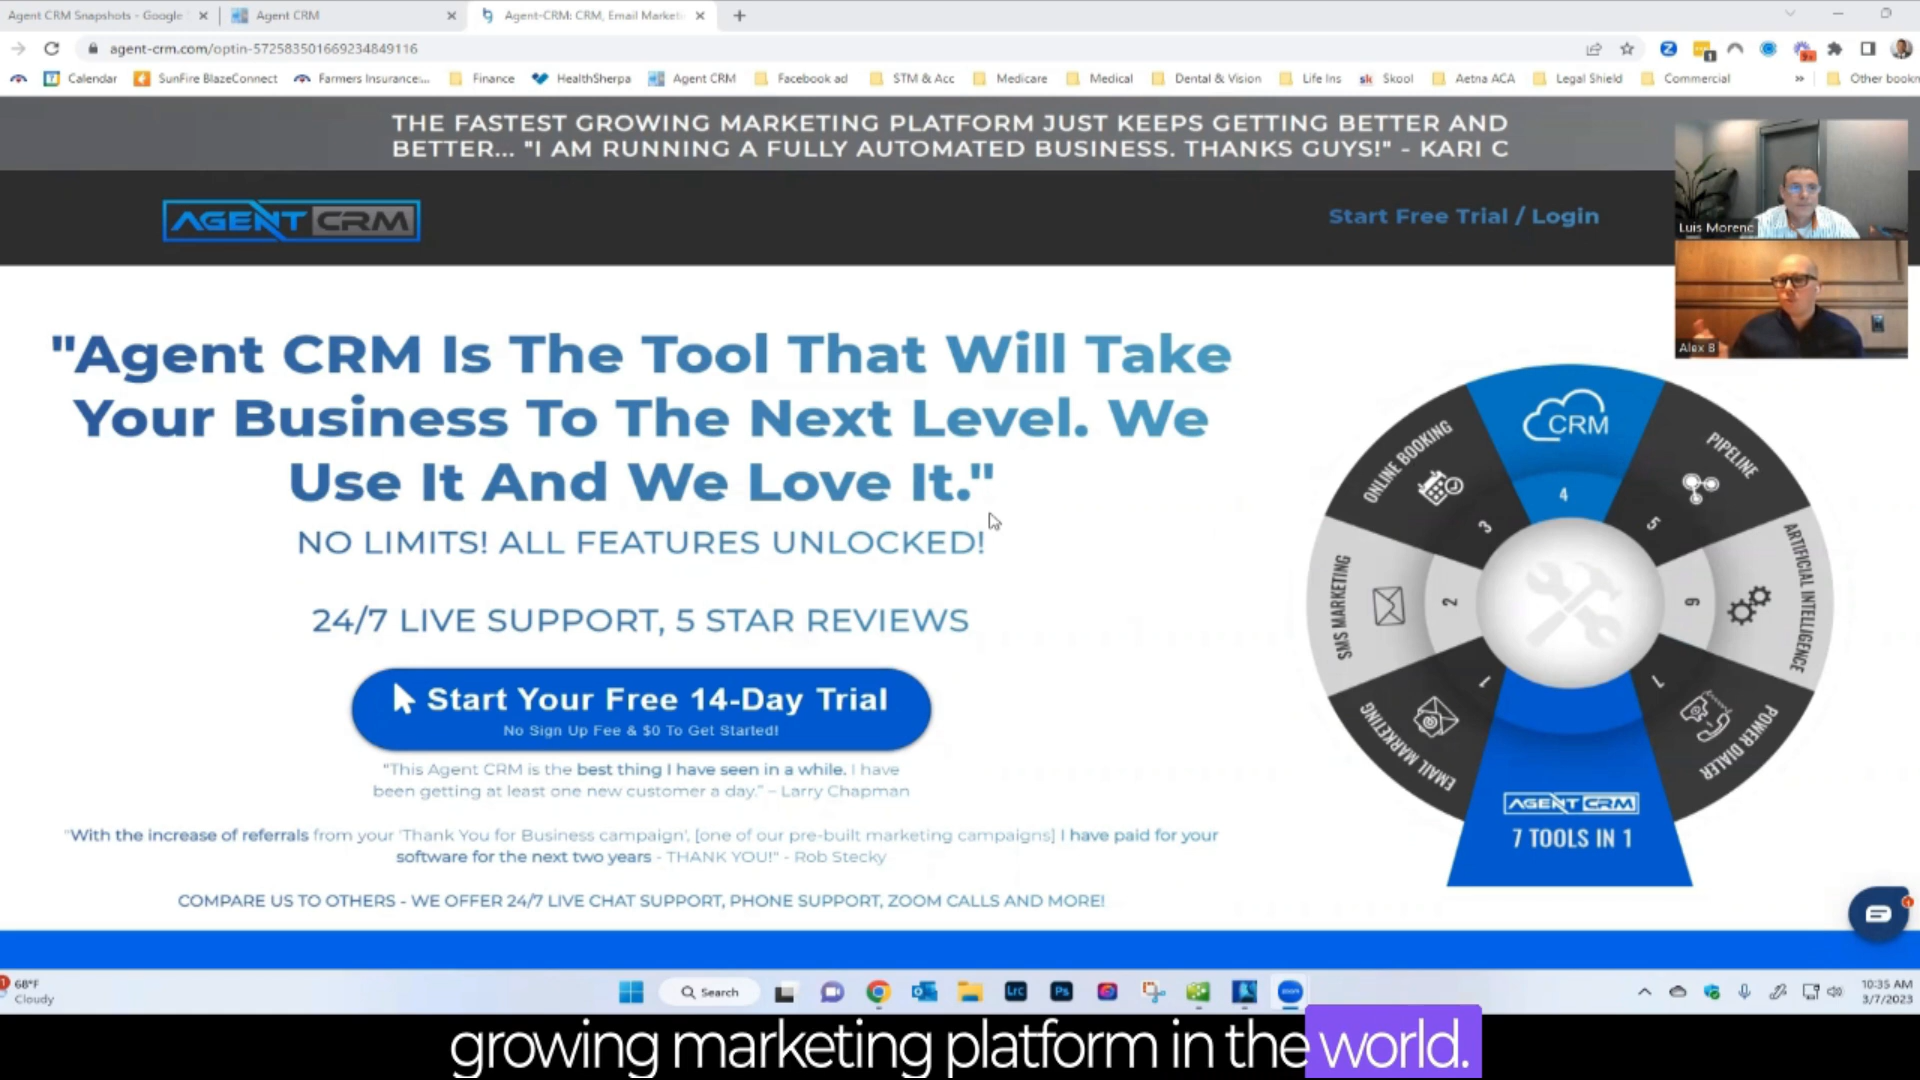 Agent CRM Snapshots - Google
Agent CRM
Agent-CRM: CRM, Email Marketi
agent-crm.com/optin-572583501669234849116
Calendar
SunFire BlazeConnect
Farmers Insurance:...
Finance
HealthSherpa
Agent CRM
Facebook ad
STM & Acc
Medicare
Medical
Dental & Vision
Life Ins
sk Skool
Aetna ACA
Legal Shield
Commercial
»
Other bookn
THE FASTEST GROWING MARKETING PLATFORM JUST KEEPS GETTING BETTER AND
BETTER... "I AM RUNNING A FULLY AUTOMATED BUSINESS. THANKS GUYS!" - KARI C
AGENT CRM
Start Free Trial / Login
Luis Moreno
Alex B
"Agent CRM Is The Tool That Will Take
Your Business To The Next Level. We
Use It And We Love It."
NO LIMITS! ALL FEATURES UNLOCKED!
24/7 LIVE SUPPORT, 5 STAR REVIEWS
Start Your Free 14-Day Trial
No Sign Up Fee & $0 To Get Started!
"This Agent CRM is the best thing I have seen in a while. I have
been getting at least one new customer a day." – Larry Chapman
"With the increase of referrals from your 'Thank You for Business campaign', [one of our pre-built marketing campaigns] I have paid for your
software for the next two years - THANK YOU!" - Rob Stecky
COMPARE US TO OTHERS - WE OFFER 24/7 LIVE CHAT SUPPORT, PHONE SUPPORT, ZOOM CALLS AND MORE!
EMAIL MARKETING
1
SMS MARKETING
2
ONLINE BOOKING
3
CRM
4
PIPELINE
5
ARTIFICIAL INTELLIGENCE
6
POWER DIALER
7
AGENT CRM
7 TOOLS IN 1
1
68°F
Cloudy
Search
Lrc
Ps
zoom
10:35 AM
3/7/2023
growing marketing platform in the world.